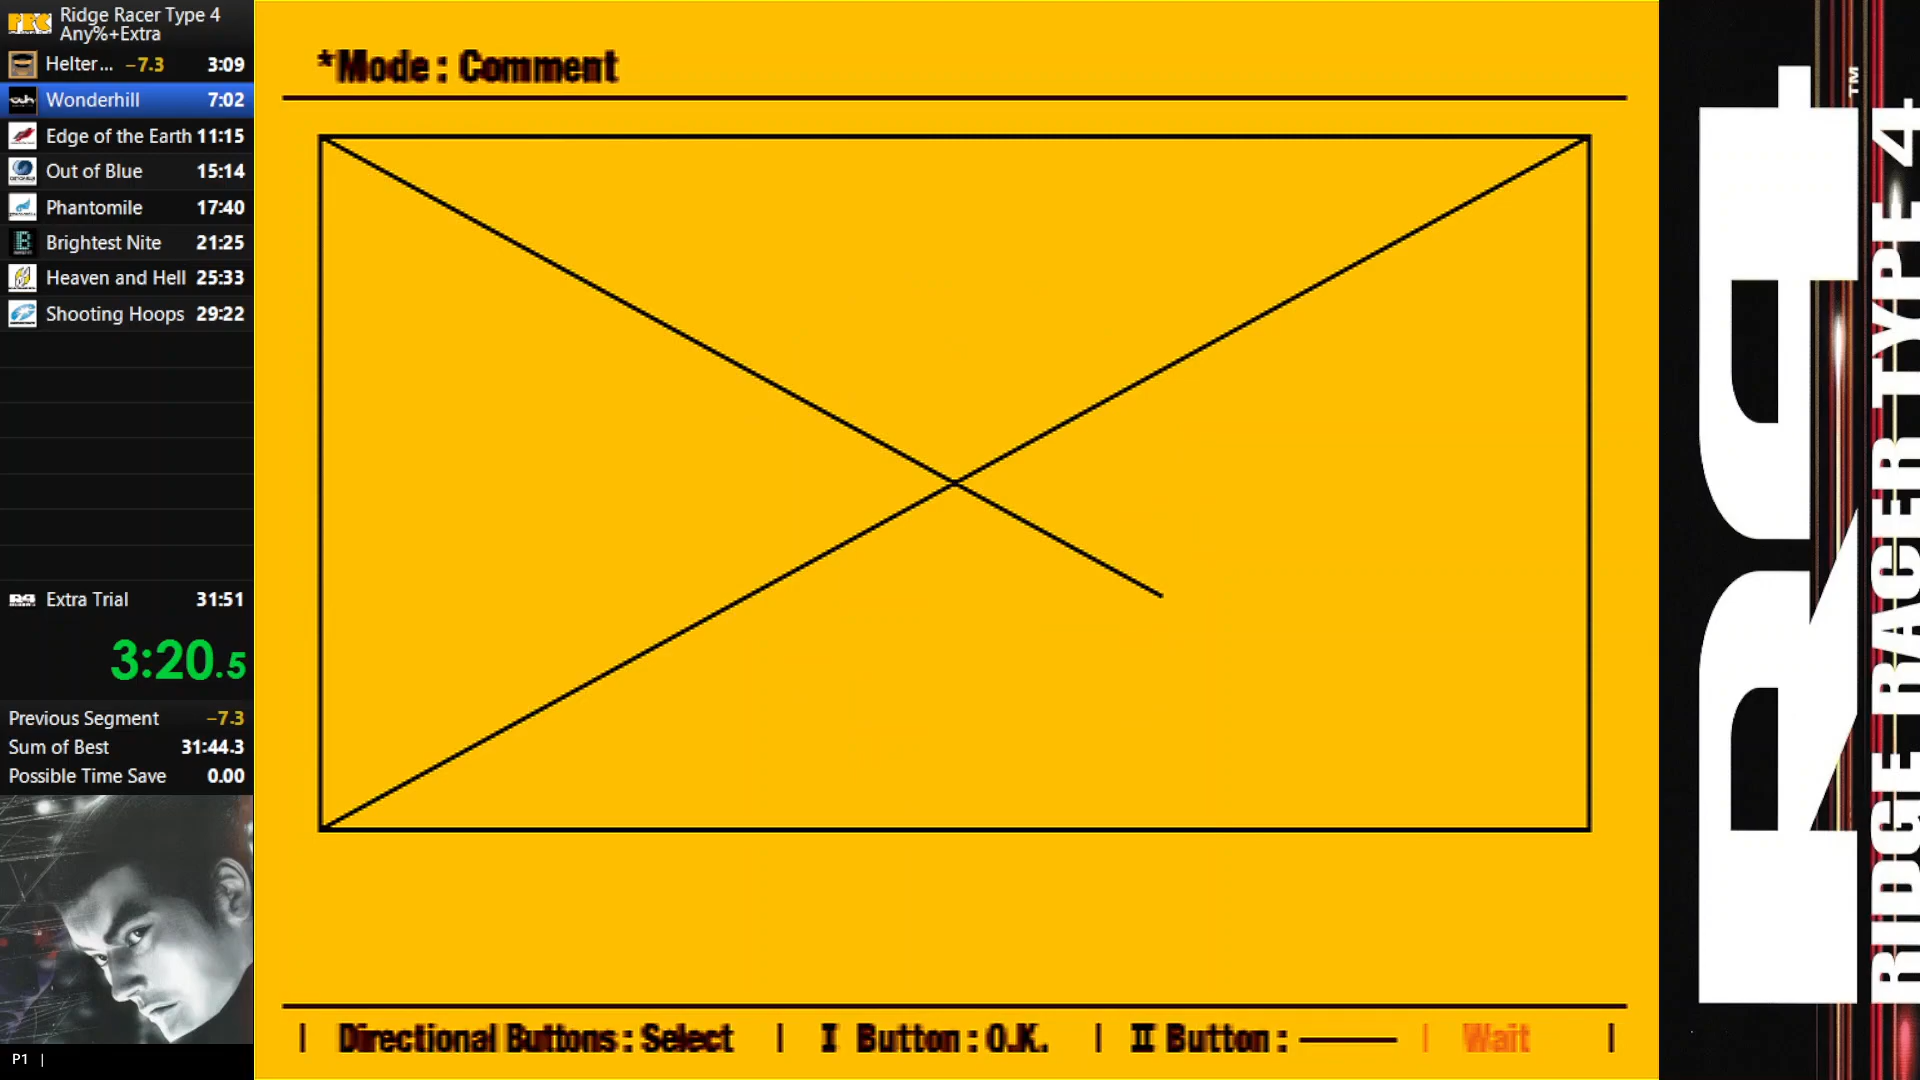 Ridge Racer Type 4
Any%+Extra
Helter... −7.3 3:09
Wonderhill 7:02
Edge of the Earth 11:15
Out of Blue 15:14
Phantomile 17:40
Brightest Nite 21:25
Heaven and Hell 25:33
Shooting Hoops 29:22
Extra Trial 31:51
3:20.5
Previous Segment −7.3
Sum of Best 31:44.3
Possible Time Save 0.00
P1 |
*Mode : Comment
| Directional Buttons : Select | I Button : O.K. | II Button : —— | Wait |
R4 TM
RIDGE RACER TYPE 4